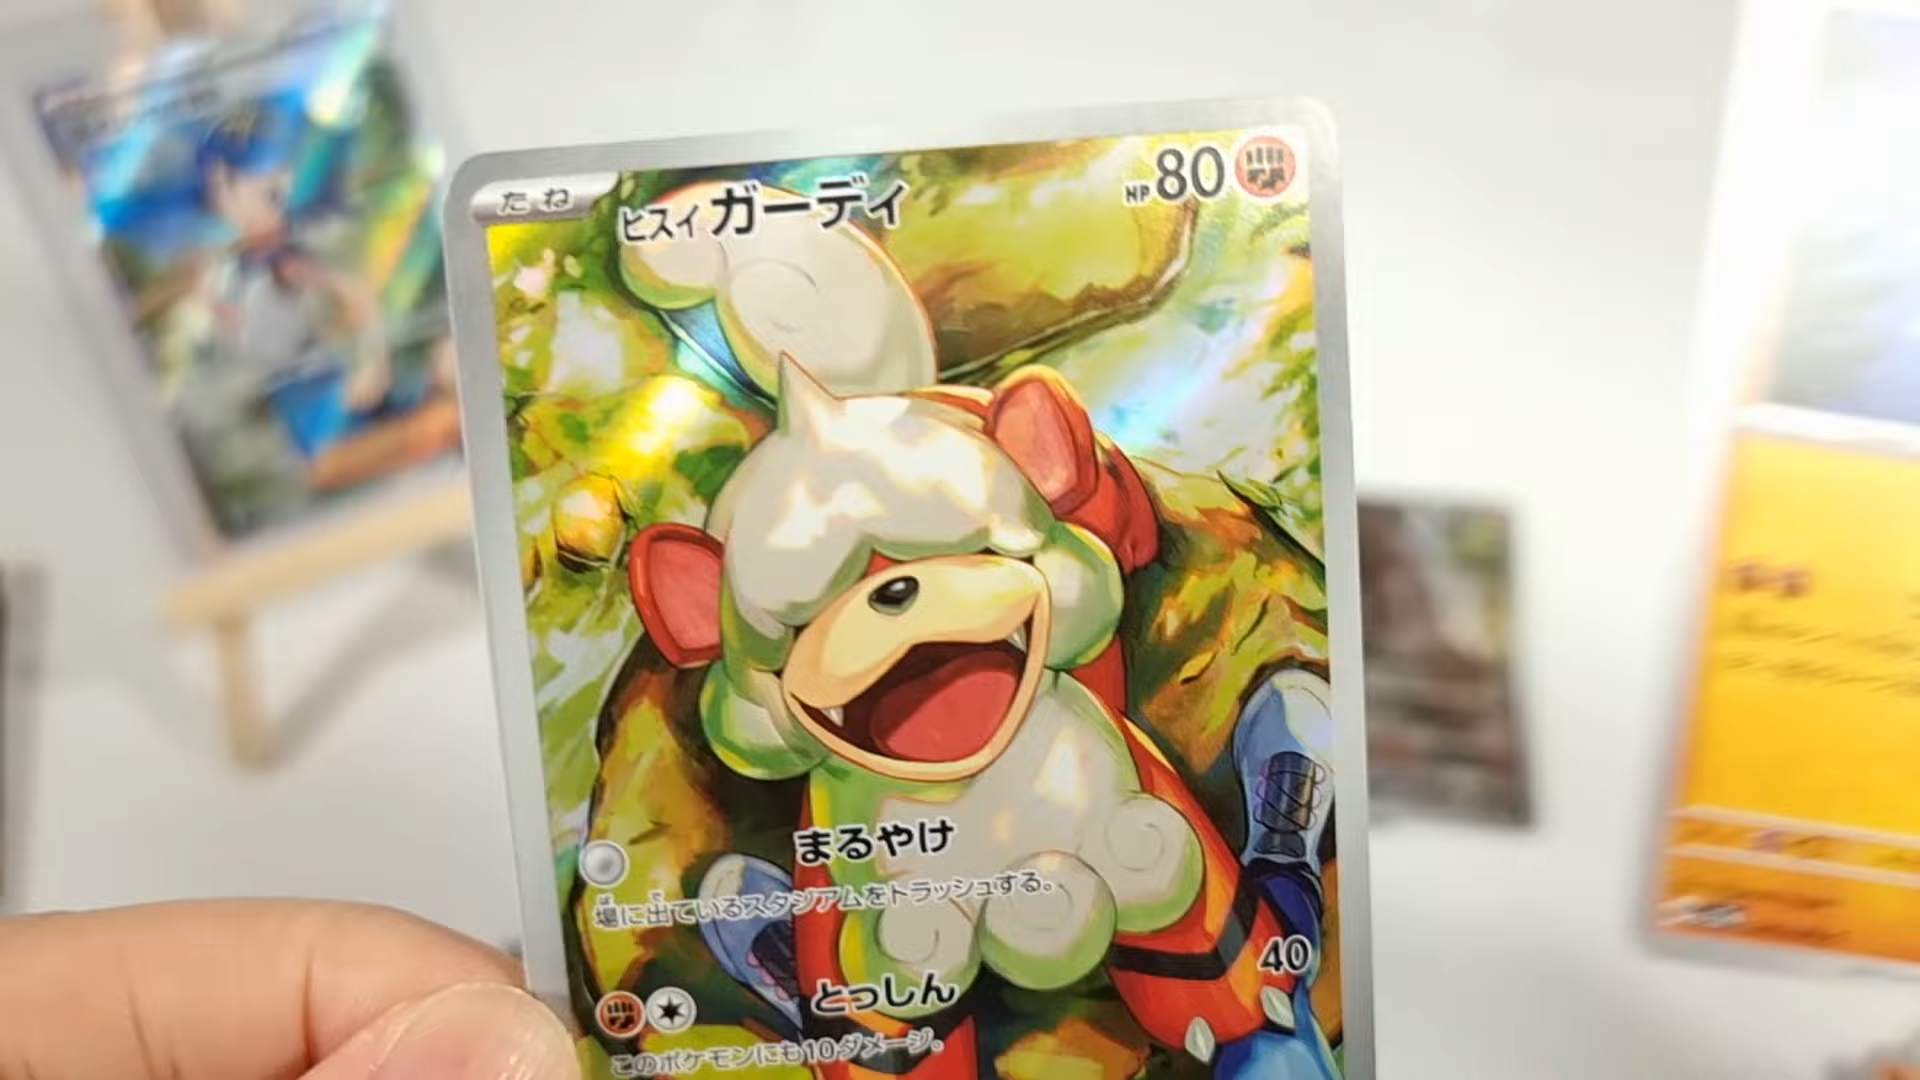 たね
ヒスイガーディ
HP80
まるやけ
場に出ているスタジアムをトラッシュする。
とっしん
40
このポケモンにも10ダメージ。